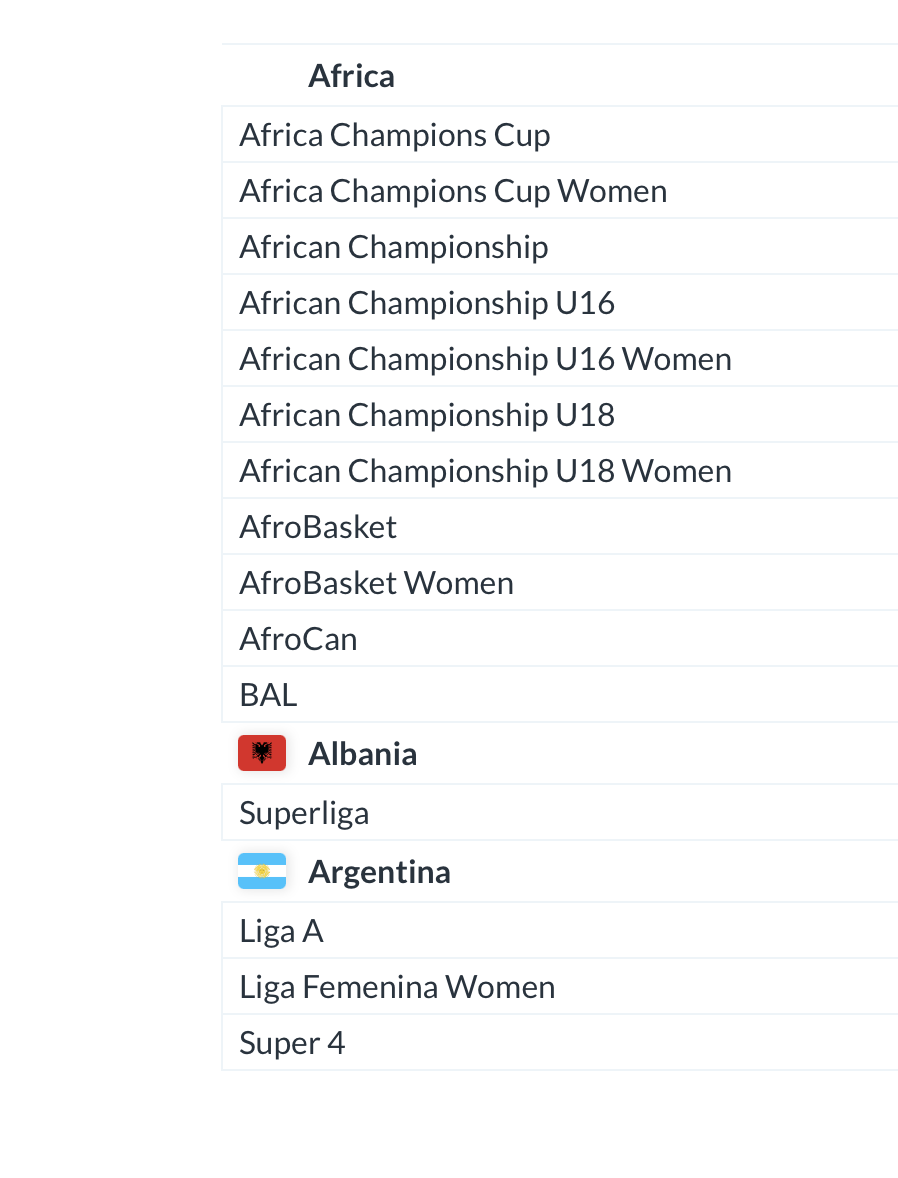 Africa
Africa Champions Cup
Africa Champions Cup Women
African Championship
African Championship U16
African Championship U16 Women
African Championship U18
African Championship U18 Women
AfroBasket
AfroBasket Women
AfroCan
BAL
Albania
Superliga
Argentina
Liga A
Liga Femenina Women
Super 4